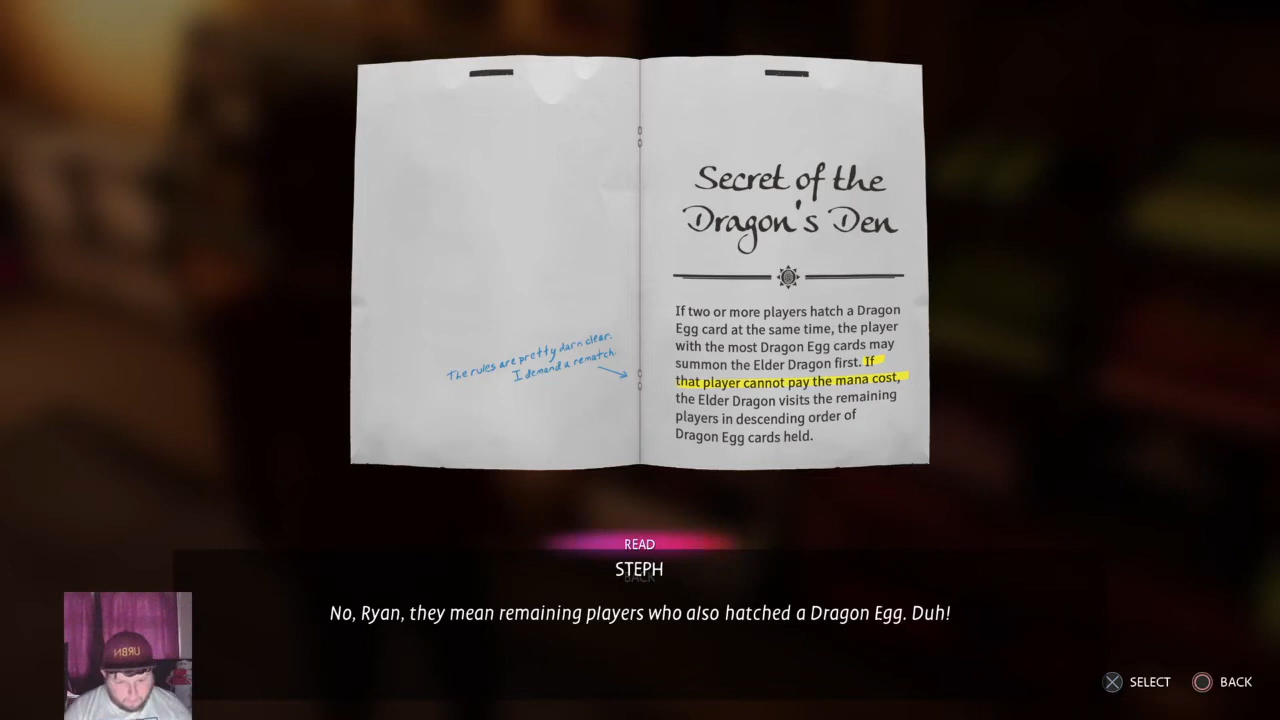 Secret of the
Dragon's Den
If two or more players hatch a Dragon
Egg card at the same time, the player
with the most Dragon Egg cards may
summon the Elder Dragon first. If
that player cannot pay the mana cost,
the Elder Dragon visits the remaining
players in descending order of
Dragon Egg cards held.
The rules are pretty darn clear.
I demand a rematch.
READ
STEPH
BACK
No, Ryan, they mean remaining players who also hatched a Dragon Egg. Duh!
URBN
SELECT
BACK